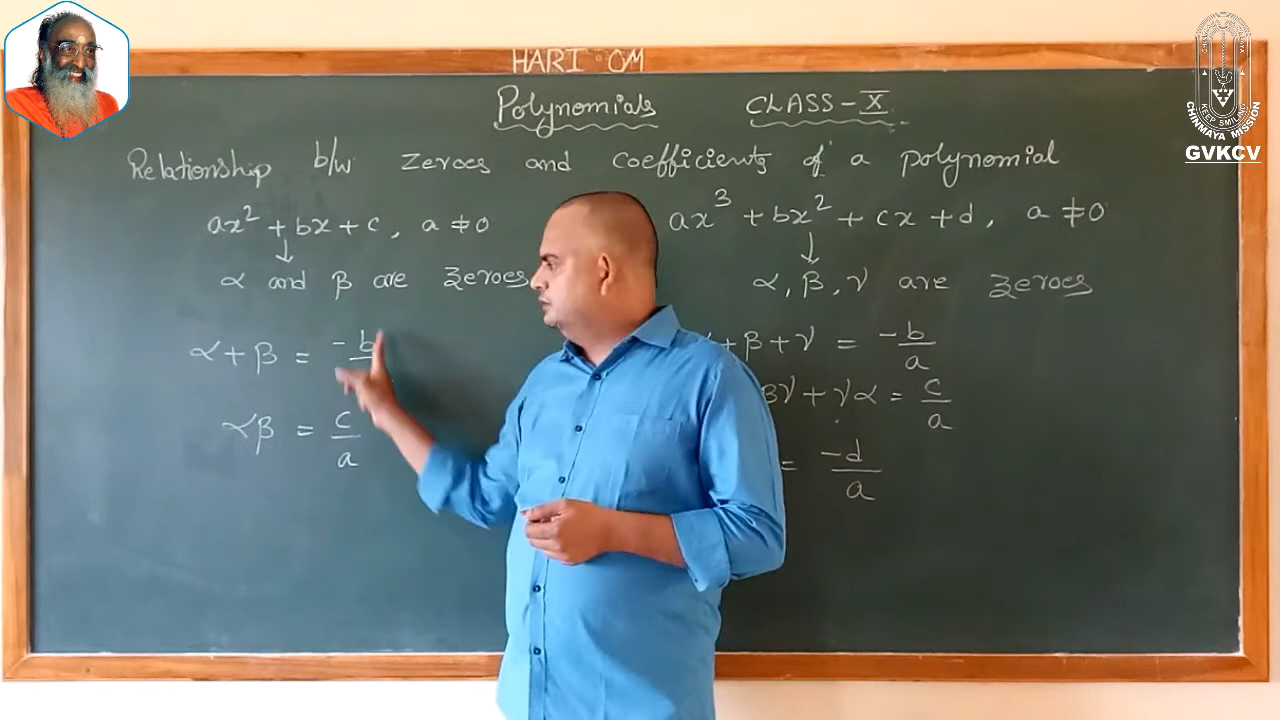 HARI OM
Polynomials CLASS - X
Relationship b/w zeroes and coefficients of a polynomial
ax² + bx + c, a ≠ 0
↓
α and β are zeroes
α + β = -b
αβ = c/a
ax³ + bx² + cx + d, a ≠ 0
↓
α, β, γ are zeroes
+ β + γ = -b/a
βγ + γα = c/a
= -d/a
CHINMAYA MISSION
KEEP SMILING
GVKCV